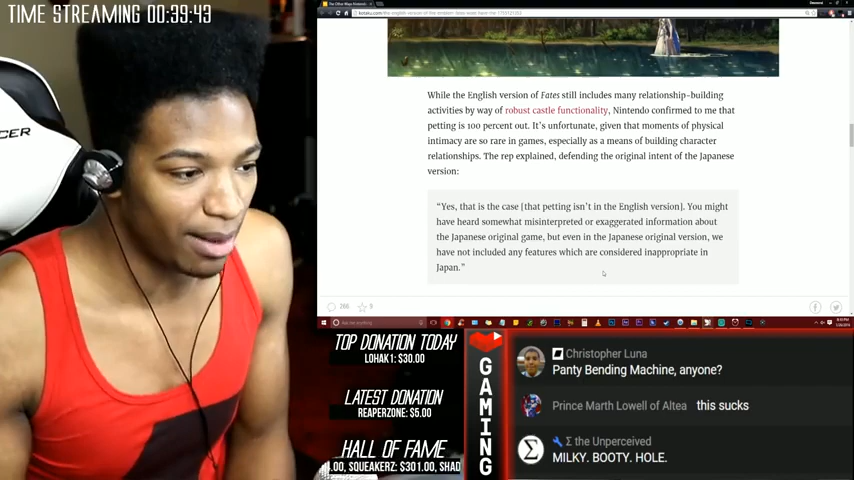 TIME STREAMING 00:39:43
While the English version of Fates still includes many relationship-building
activities by way of robust castle functionality, Nintendo confirmed to me that
petting is 100 percent out. It's unfortunate, given that moments of physical
intimacy are so rare in games, especially as a means of building character
relationships. The rep explained, defending the original intent of the Japanese
version:
"Yes, that is the case [that petting isn't in the English version]. You might
have heard somewhat misinterpreted or exaggerated information about
the Japanese original game, but even in the Japanese original version, we
have not included any features which are considered inappropriate in
Japan."
266 9
Ask me anything
TOP DONATION TODAY
LOHAK1: $30.00
LATEST DONATION
REAPERZONE: $5.00
HALL OF FAME
.00, SQUEAKERZ: $301.00, SHAD
GAMING
Christopher Luna
Panty Bending Machine, anyone?
Prince Marth Lowell of Altea this sucks
Σ the Unperceived
MILKY. BOOTY. HOLE.